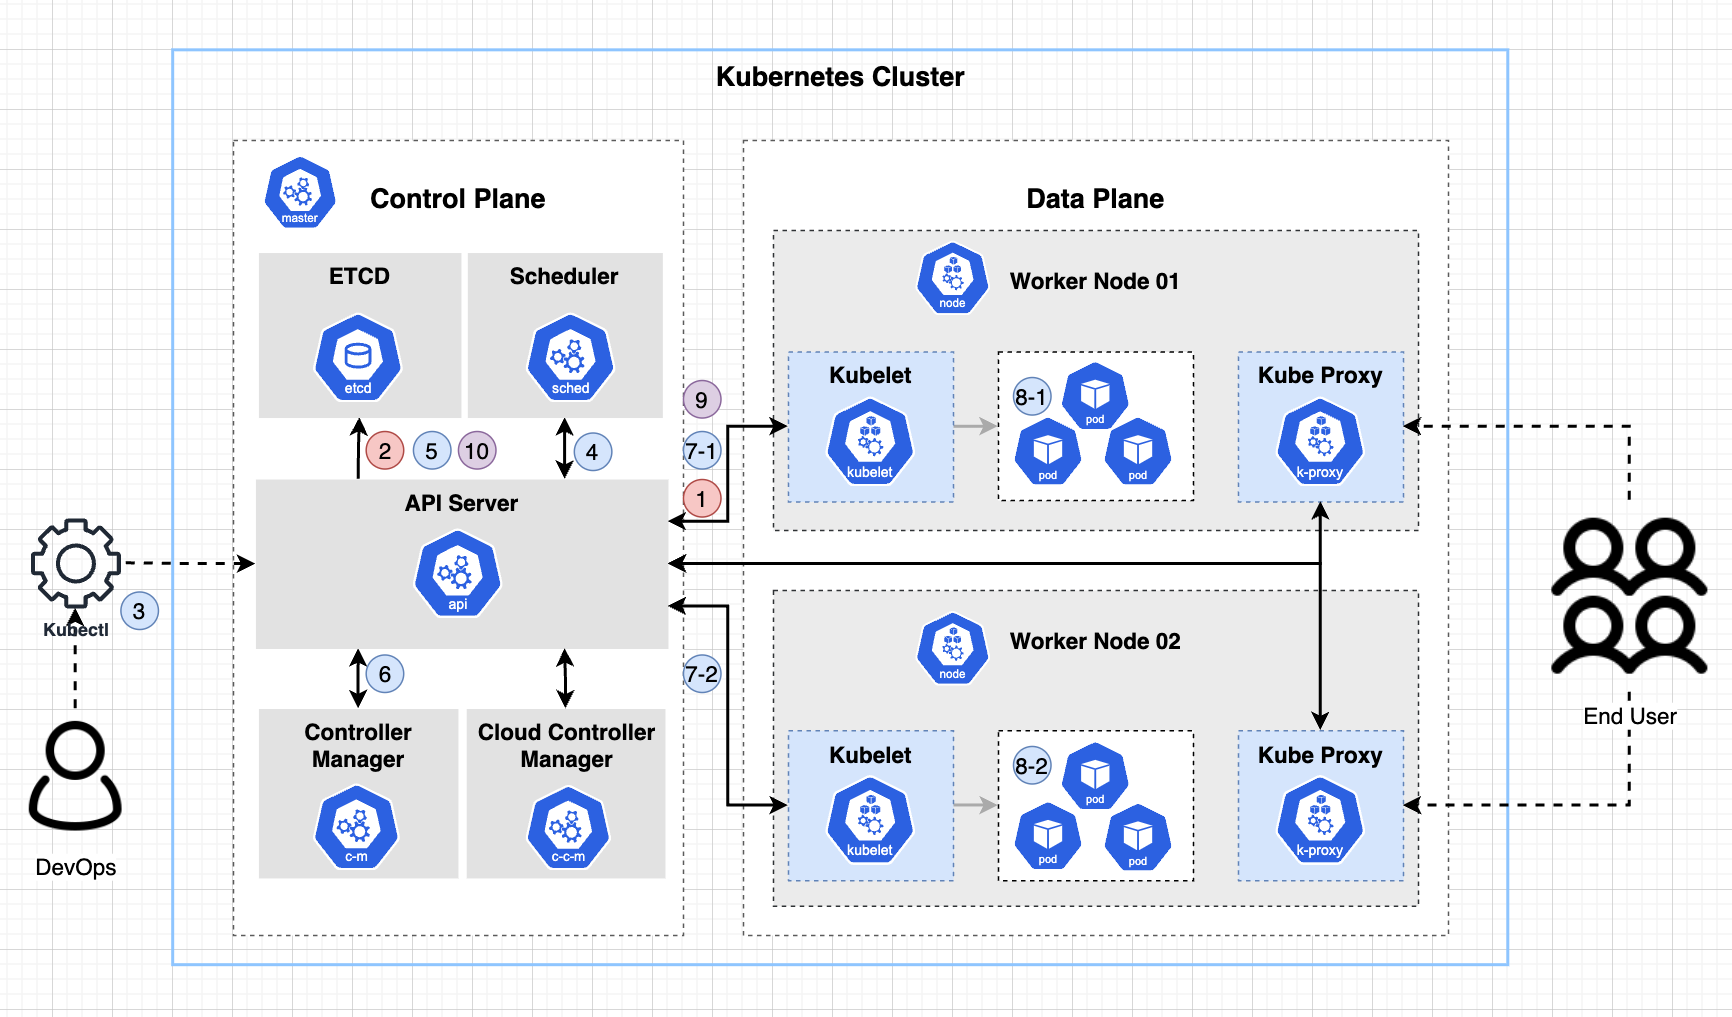 Kubernetes Cluster
master
Control Plane
ETCD
etcd
Scheduler
sched
2
5
10
4
9
7-1
1
API Server
api
Kubectl
3
6
7-2
Controller
Manager
c-m
Cloud Controller
Manager
c-c-m
DevOps
Data Plane
node
Worker Node 01
Kubelet
kubelet
8-1
pod
pod
pod
Kube Proxy
k-proxy
node
Worker Node 02
Kubelet
kubelet
8-2
pod
pod
pod
Kube Proxy
k-proxy
End User